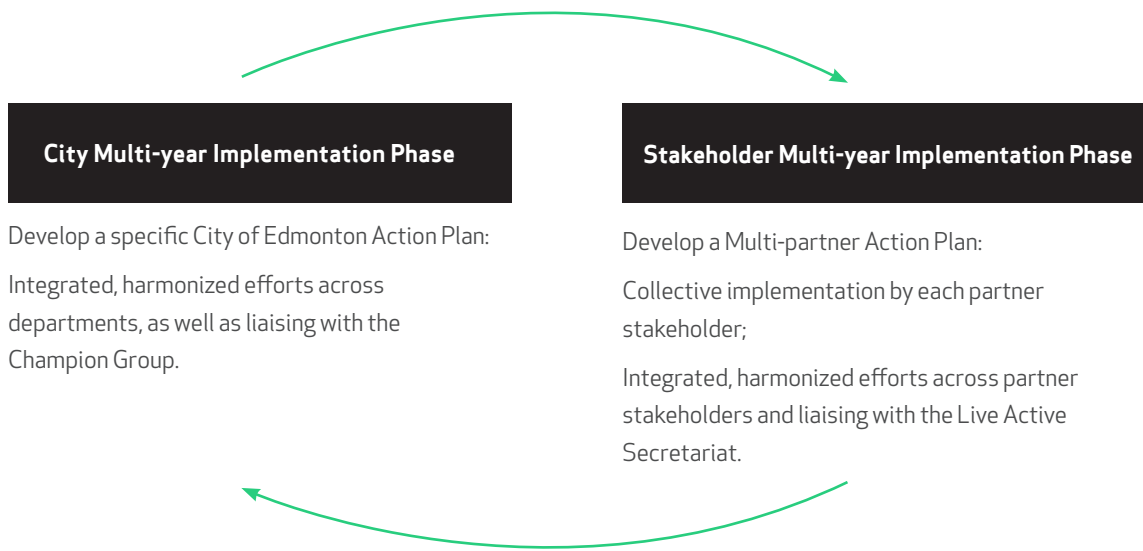 City Multi-year Implementation Phase
Develop a specific City of Edmonton Action Plan:
Integrated, harmonized efforts across
departments, as well as liaising with the
Champion Group.
Stakeholder Multi-year Implementation Phase
Develop a Multi-partner Action Plan:
Collective implementation by each partner
stakeholder;
Integrated, harmonized efforts across partner
stakeholders and liaising with the Live Active
Secretariat.